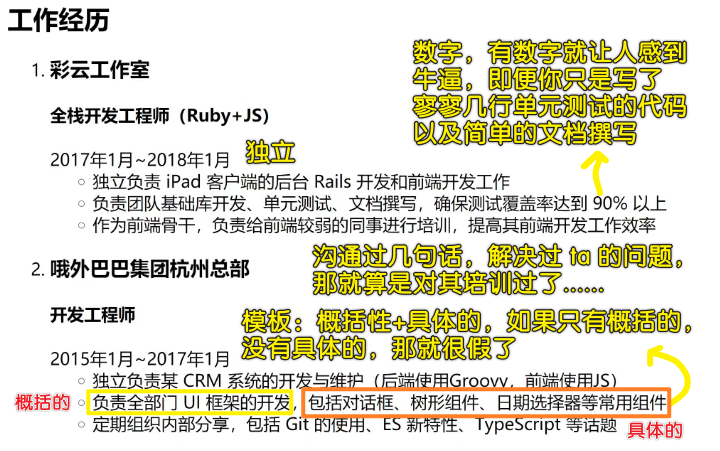 工作经历
1. 彩云工作室
数字，有数字就让人感到
牛逼，即便你只是写了
寥寥几行单元测试的代码
以及简单的文档撰写
全栈开发工程师（Ruby+JS）
2017年1月~2018年1月
独立
独立负责 iPad 客户端的后台 Rails 开发和前端开发工作
负责团队基础库开发、单元测试、文档撰写，确保测试覆盖率达到 90% 以上
作为前端骨干，负责给前端较弱的同事进行培训，提高其前端开发工作效率
2. 哦外巴巴集团杭州总部
沟通过几句话，解决过 ta 的问题，
那就算是对其培训过了......
开发工程师
模板：概括性+具体的，如果只有概括的，
没有具体的，那就很假了
2015年1月~2017年1月
独立负责某 CRM 系统的开发与维护（后端使用Groovy，前端使用JS）
概括的
负责全部门 UI 框架的开发，包括对话框、树形组件、日期选择器等常用组件
定期组织内部分享，包括 Git 的使用、ES 新特性、TypeScript 等话题
具体的